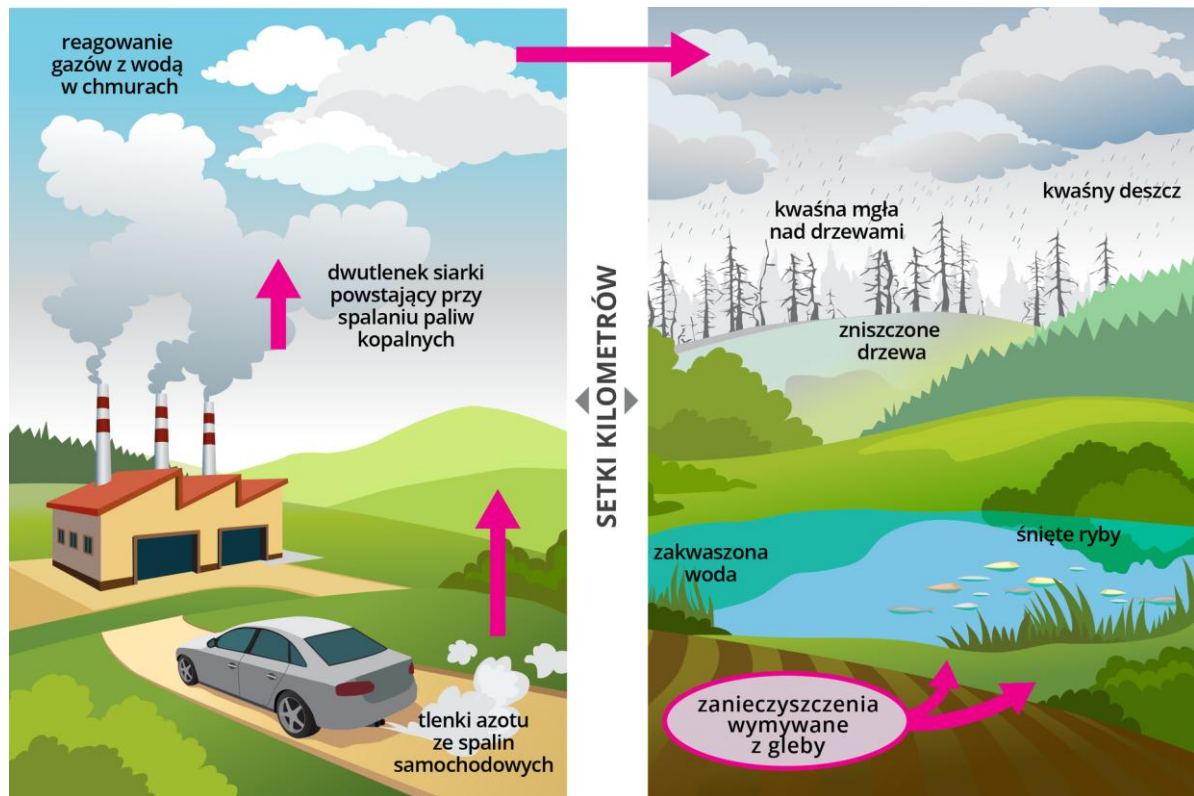 reagowanie
gazów z wodą
w chmurach
dwutlenek siarki
powstający przy
spalaniu paliw
kopalnych
tlenki azotu
ze spalin
samochodowych
SETKI KILOMETRÓW
kwaśny deszcz
kwaśna mgła
nad drzewami
zniszczone
drzewa
zakwaszona
woda
śnięte ryby
zanieczyszczenia
wymywane
z gleby